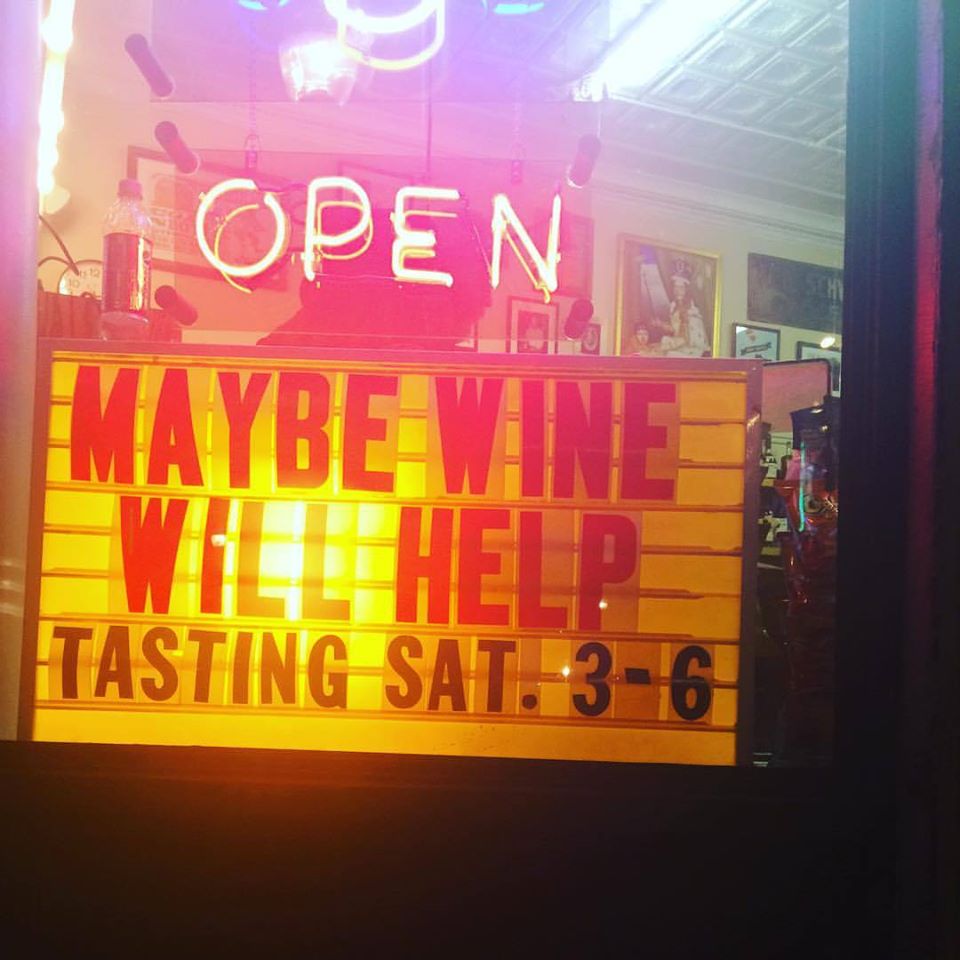 OPEN
MAYBE WINE
WILL HELP
TASTING SAT. 3-6